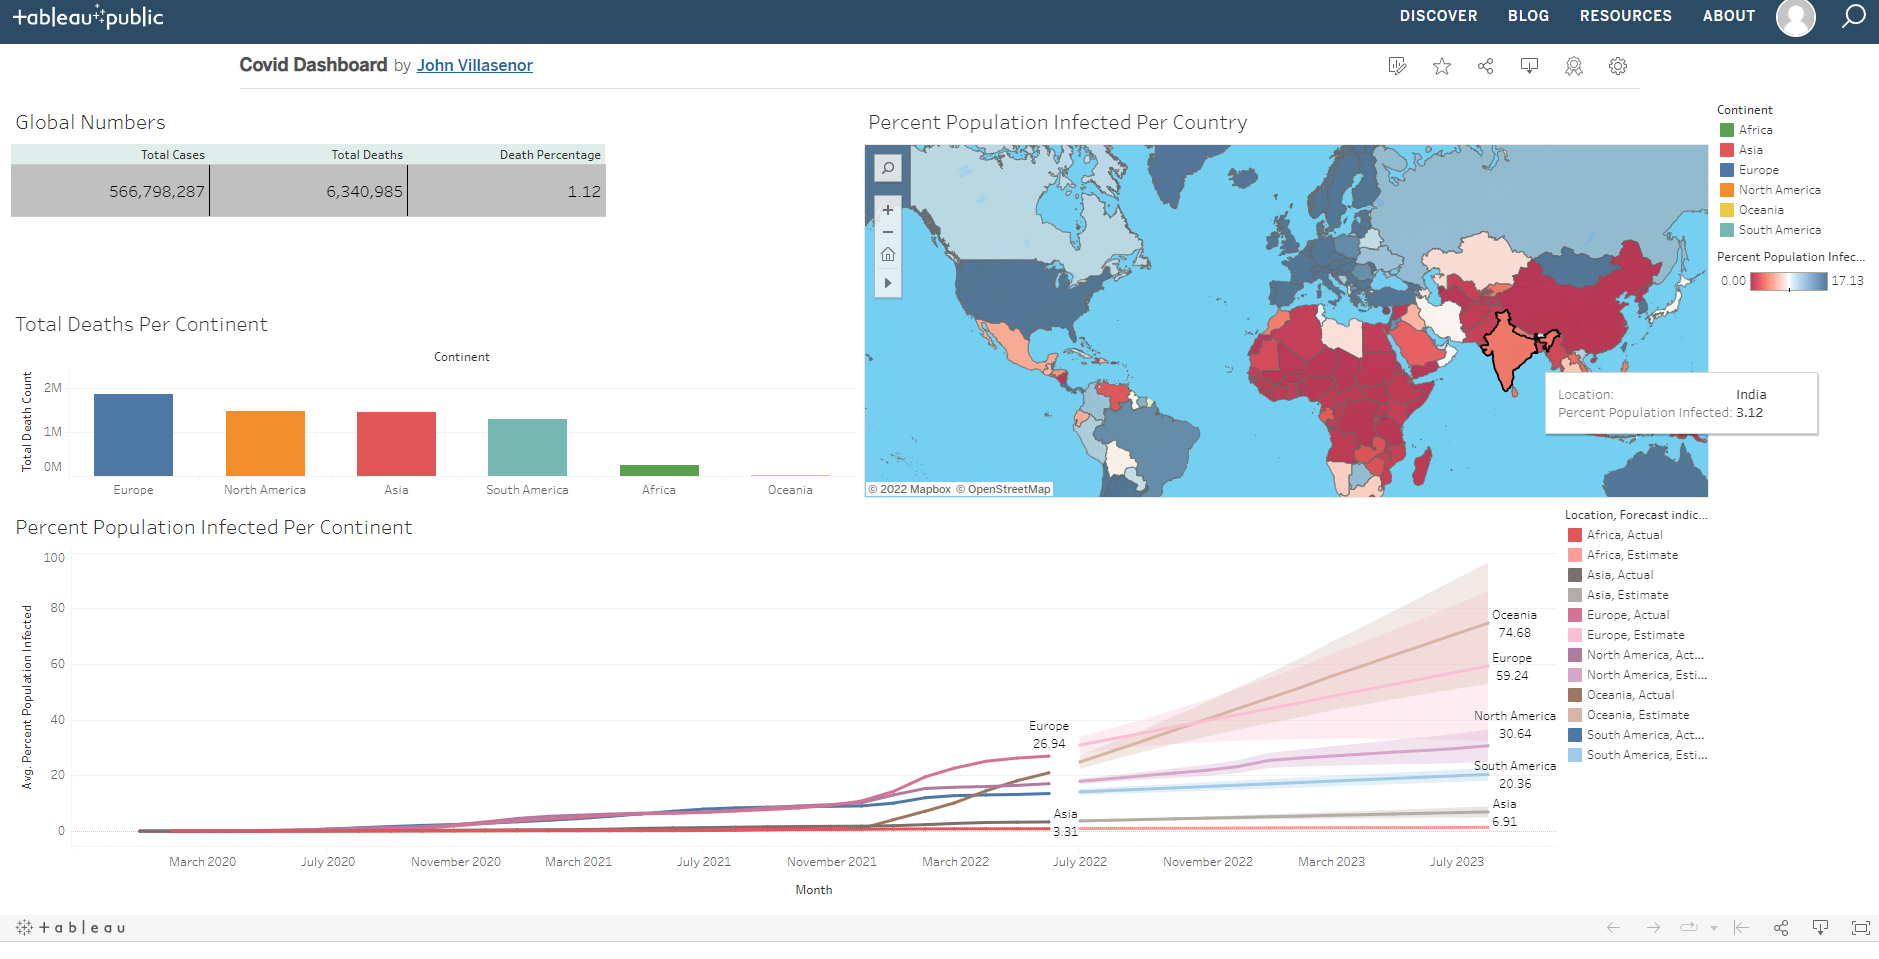 tableau public
DISCOVER BLOG RESOURCES ABOUT
Covid Dashboard by John Villasenor
Global Numbers
Total Cases Total Deaths Death Percentage
566,798,287 6,340,985 1.12
Total Deaths Per Continent
Continent
Total Death Count
2M
1M
0M
Europe North America Asia South America Africa Oceania
Percent Population Infected Per Country
© 2022 Mapbox © OpenStreetMap
Location: India
Percent Population Infected: 3.12
Continent
Africa
Asia
Europe
North America
Oceania
South America
Percent Population Infec...
0.00 17.13
Percent Population Infected Per Continent
Avg. Percent Population Infected
100
80
60
40
20
0
Europe
26.94
Asia
3.31
Oceania
74.68
Europe
59.24
North America
30.64
South America
20.36
Asia
6.91
March 2020 July 2020 November 2020 March 2021 July 2021 November 2021 March 2022 July 2022 November 2022 March 2023 July 2023
Month
Location, Forecast indic...
Africa, Actual
Africa, Estimate
Asia, Actual
Asia, Estimate
Europe, Actual
Europe, Estimate
North America, Act...
North America, Esti...
Oceania, Actual
Oceania, Estimate
South America, Act...
South America, Esti...
tableau